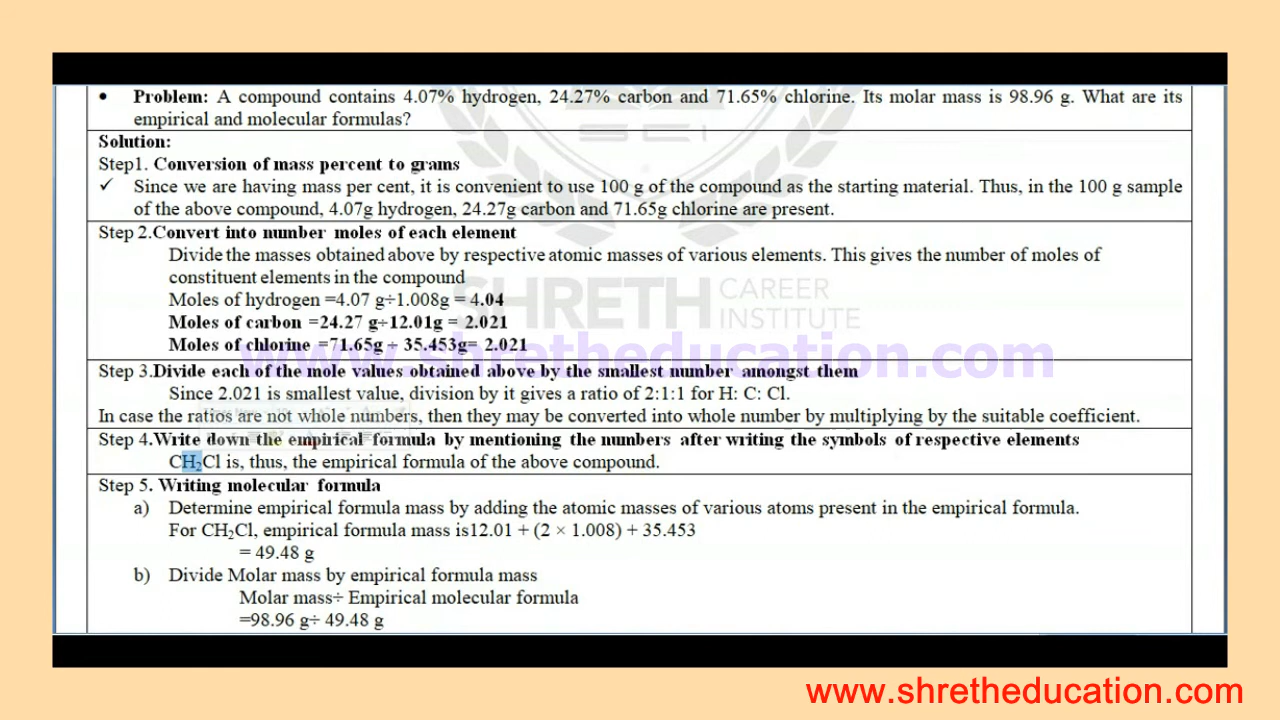 • Problem: A compound contains 4.07% hydrogen, 24.27% carbon and 71.65% chlorine. Its molar mass is 98.96 g. What are its
empirical and molecular formulas?
SCI
Solution:
Step1. Conversion of mass percent to grams
✓ Since we are having mass per cent, it is convenient to use 100 g of the compound as the starting material. Thus, in the 100 g sample
of the above compound, 4.07g hydrogen, 24.27g carbon and 71.65g chlorine are present.
Step 2.Convert into number moles of each element
Divide the masses obtained above by respective atomic masses of various elements. This gives the number of moles of
constituent elements in the compound
Moles of hydrogen =4.07 g÷1.008g = 4.04
Moles of carbon =24.27 g÷12.01g = 2.021
Moles of chlorine =71.65g ÷ 35.453g= 2.021
SHRETH CAREER INSTITUTE
www.shretheducation.com
Step 3.Divide each of the mole values obtained above by the smallest number amongst them
Since 2.021 is smallest value, division by it gives a ratio of 2:1:1 for H: C: Cl.
In case the ratios are not whole numbers, then they may be converted into whole number by multiplying by the suitable coefficient.
Step 4.Write down the empirical formula by mentioning the numbers after writing the symbols of respective elements
CH₂Cl is, thus, the empirical formula of the above compound.
Step 5. Writing molecular formula
a) Determine empirical formula mass by adding the atomic masses of various atoms present in the empirical formula.
For CH₂Cl, empirical formula mass is12.01 + (2 × 1.008) + 35.453
= 49.48 g
b) Divide Molar mass by empirical formula mass
Molar mass÷ Empirical molecular formula
=98.96 g÷ 49.48 g
www.shretheducation.com